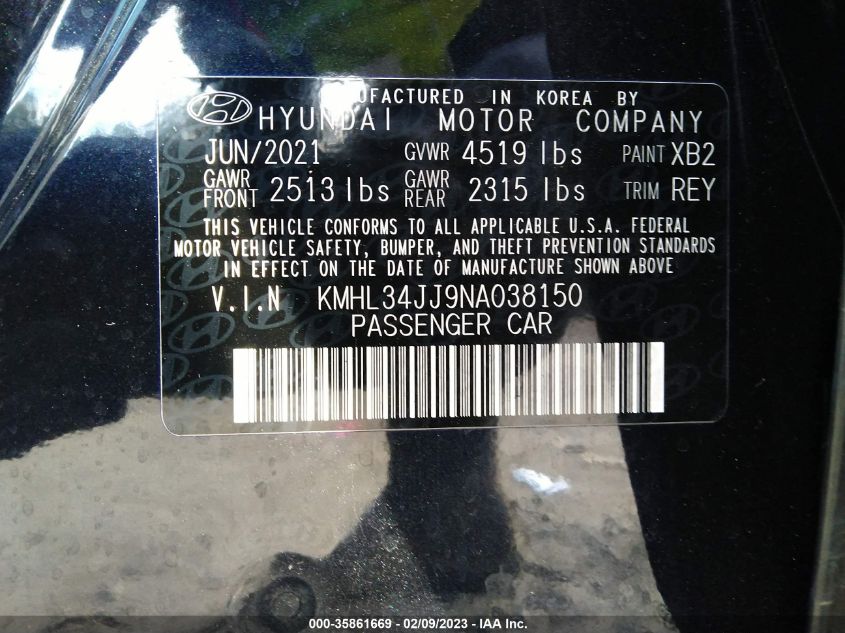 MANUFACTURED IN KOREA BY
HYUNDAI MOTOR COMPANY
JUN/2021 GVWR 4519 lbs PAINT XB2
GAWR FRONT 2513 lbs GAWR REAR 2315 lbs TRIM REY
THIS VEHICLE CONFORMS TO ALL APPLICABLE U.S.A. FEDERAL
MOTOR VEHICLE SAFETY, BUMPER, AND THEFT PREVENTION STANDARDS
IN EFFECT ON THE DATE OF MANUFACTURE SHOWN ABOVE
V.I.N KMHL34JJ9NA038150
PASSENGER CAR
000-35861669 / 02/09/2023 - IAA Inc.